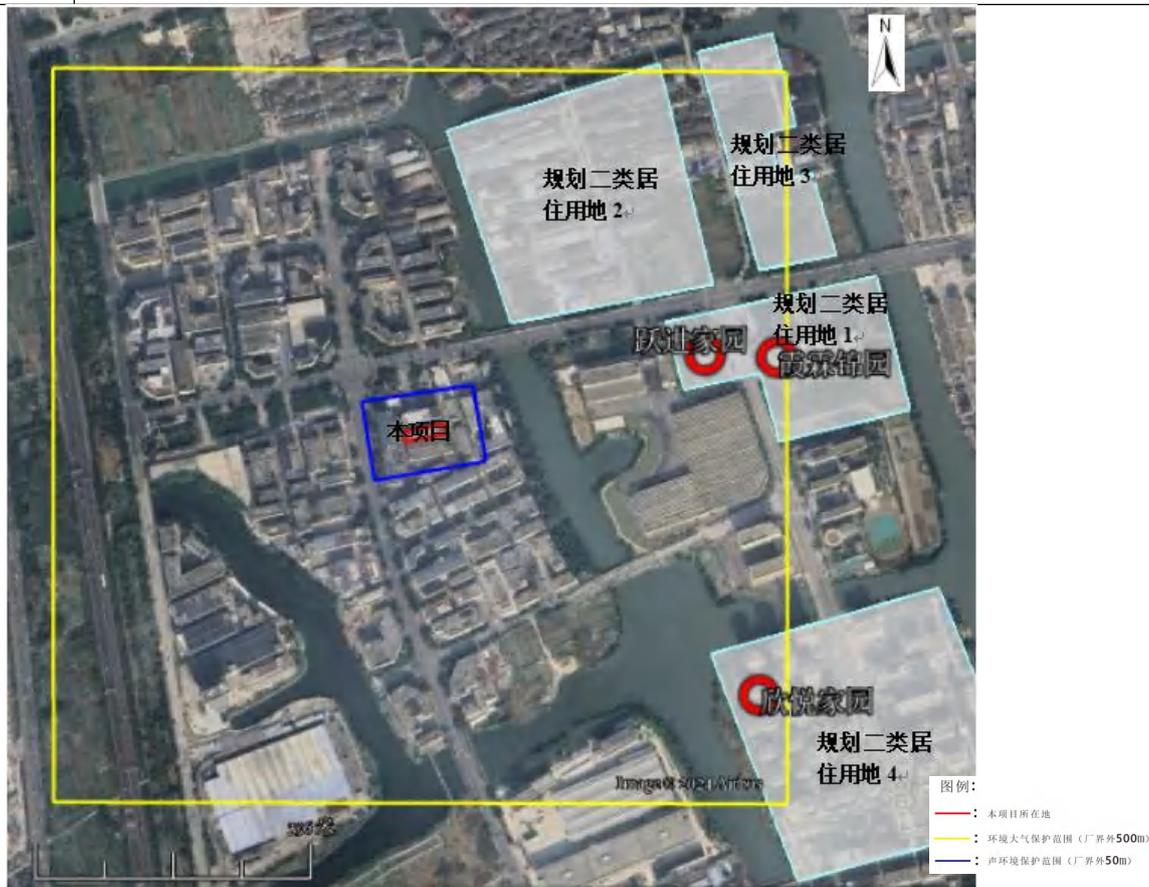 N
规划二类居
住用地 3
规划二类居
住用地 2
规划二类居
住用地 1
跃进家园
霞霖锦园
本项目
欣悦家园
规划二类居
住用地 4
Image © 2024 Airbus
图例：
本项目所在地
环境大气保护范围（厂界外500m）
声环境保护范围（厂界外50m）